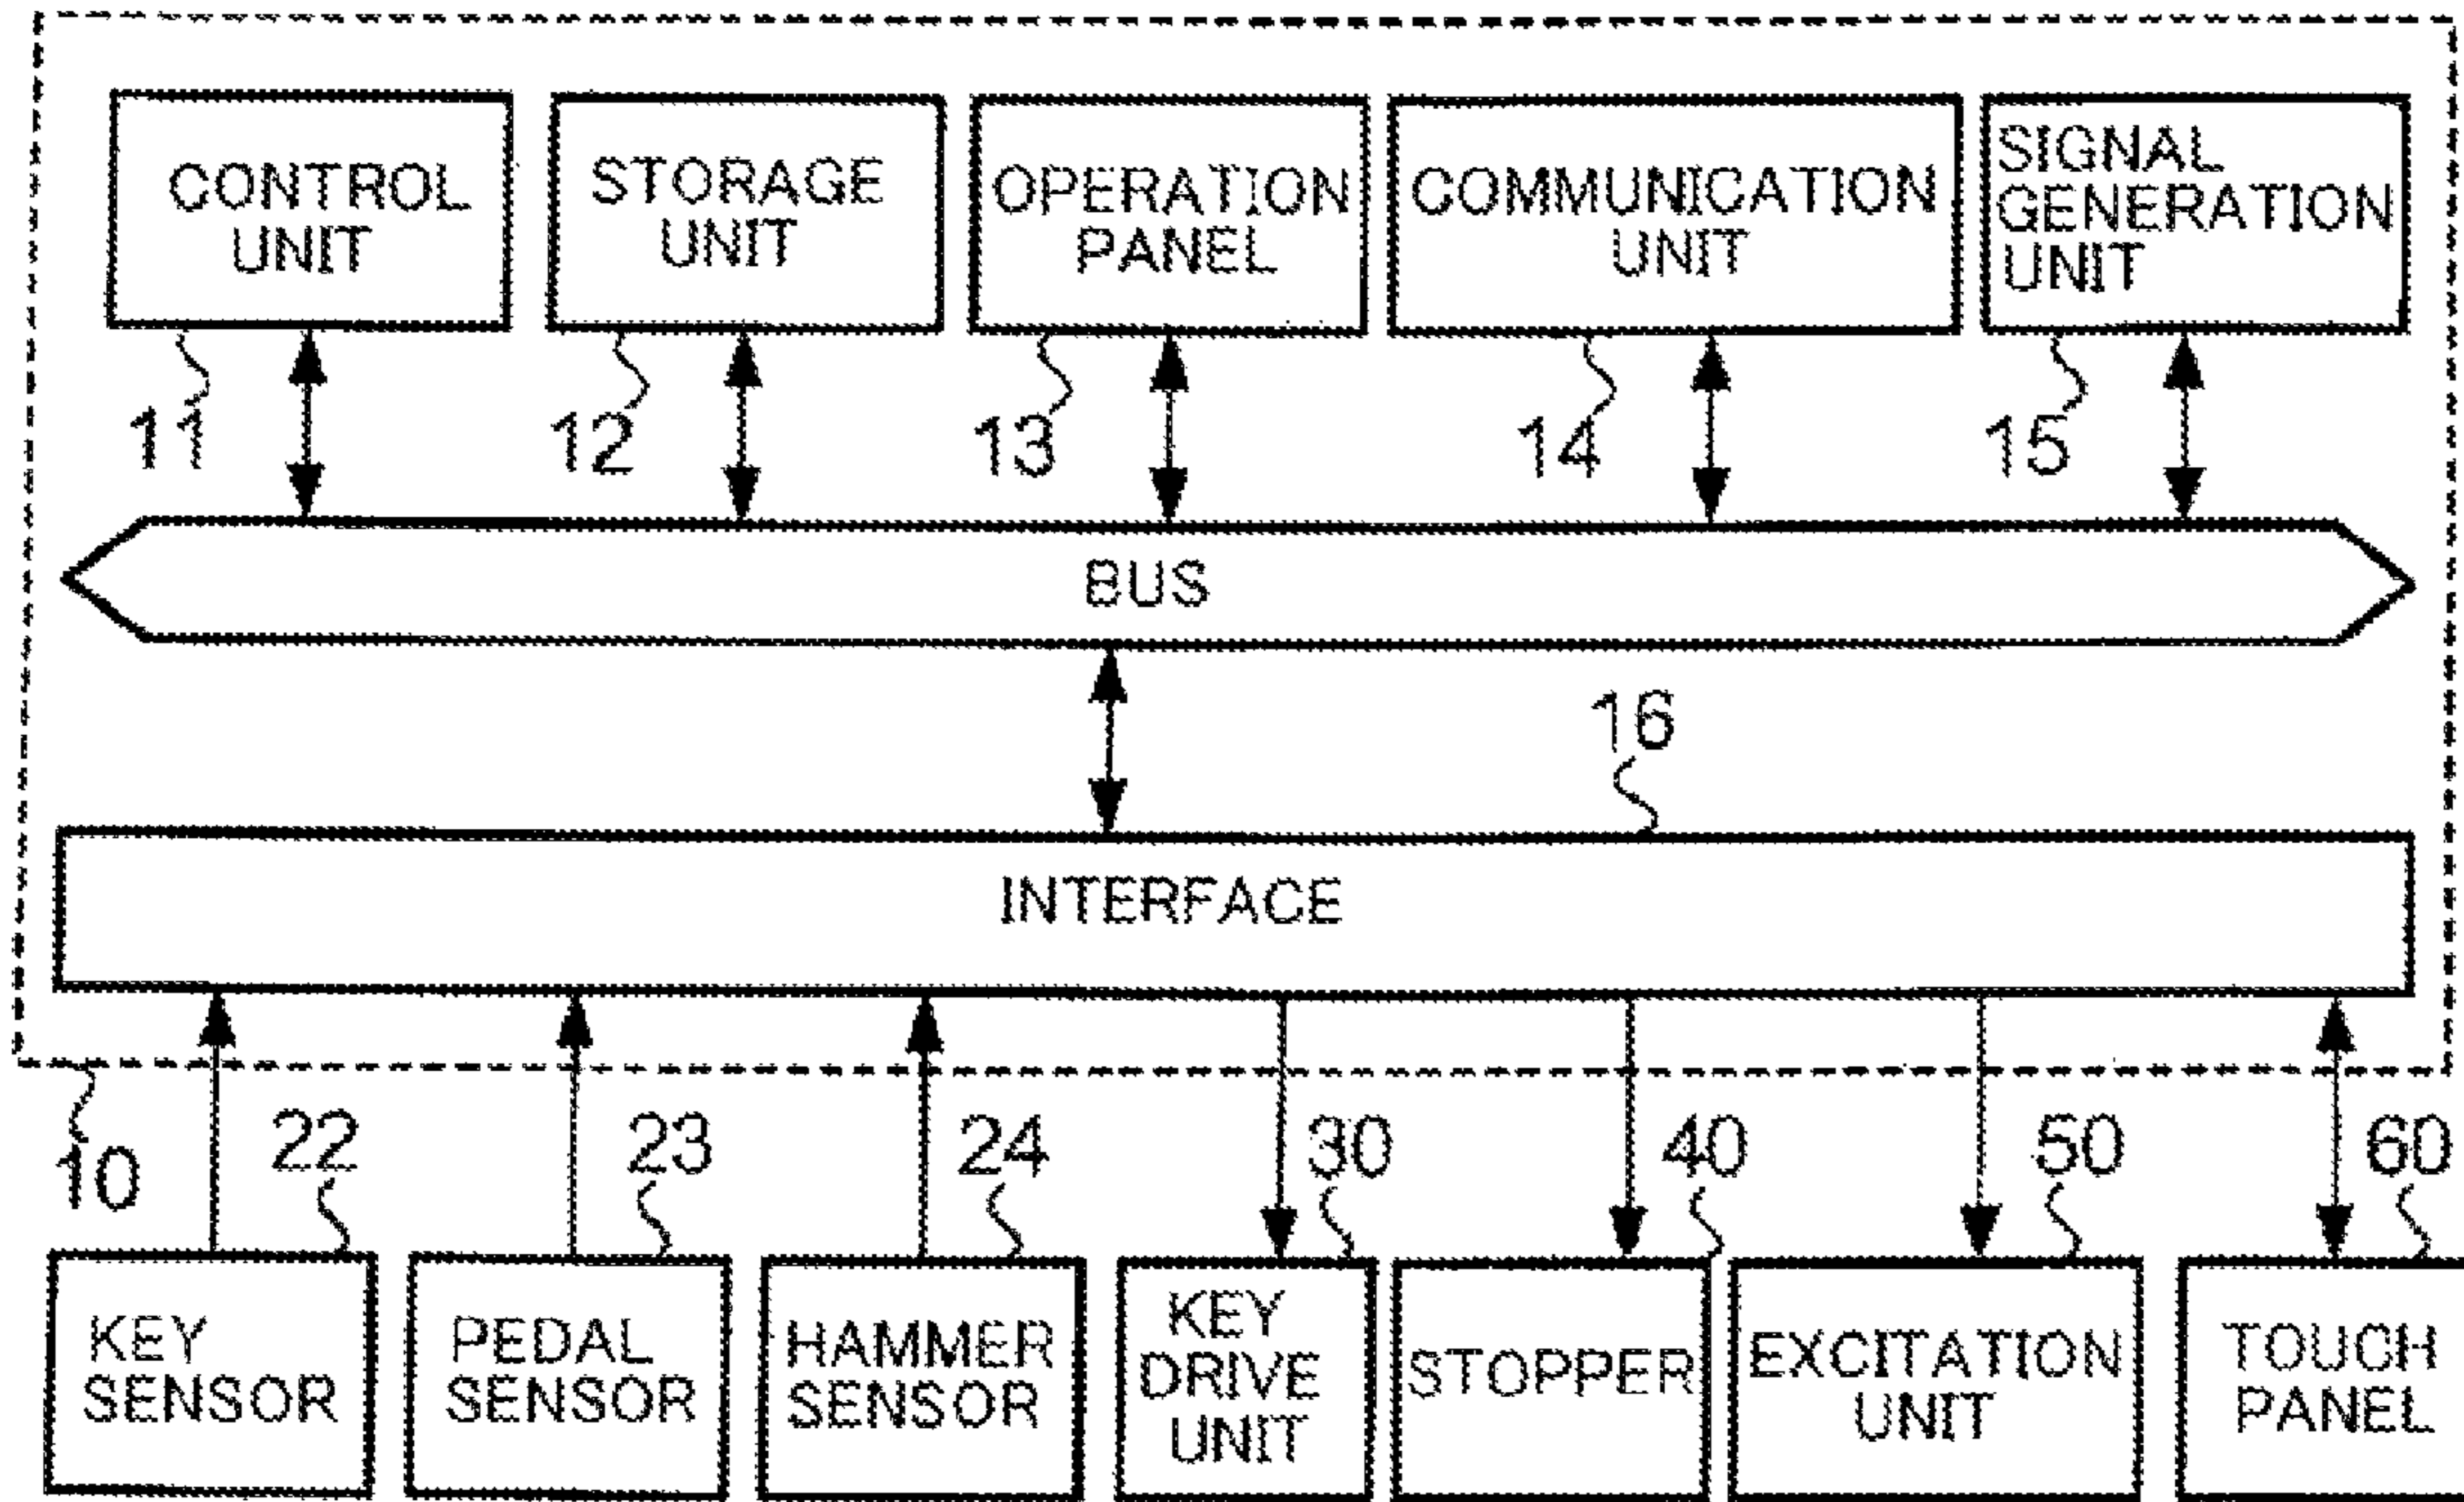 CONTROL
UNIT
STORAGE
UNIT
OPERATION
PANEL
COMMUNICATION
UNIT
SIGNAL
GENERATION
UNIT
11
12
13
14
15
BUS
16
INTERFACE
10
22
23
24
30
40
50
60
KEY
SENSOR
PEDAL
SENSOR
HAMMER
SENSOR
KEY
DRIVE
UNIT
STOPPER
EXCITATION
UNIT
TOUCH
PANEL